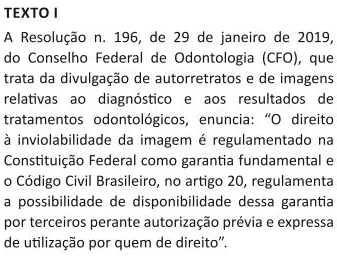 TEXTO I
A Resolução n. 196, de 29 de janeiro de 2019,
do Conselho Federal de Odontologia (CFO), que
trata da divulgação de autorretratos e de imagens
relativas ao diagnóstico e aos resultados de
tratamentos odontológicos, enuncia: “O direito
à inviolabilidade da imagem é regulamentado na
Constituição Federal como garantia fundamental e
o Código Civil Brasileiro, no artigo 20, regulamenta
a possibilidade de disponibilidade dessa garantia
por terceiros perante autorização prévia e expressa
de utilização por quem de direito”.